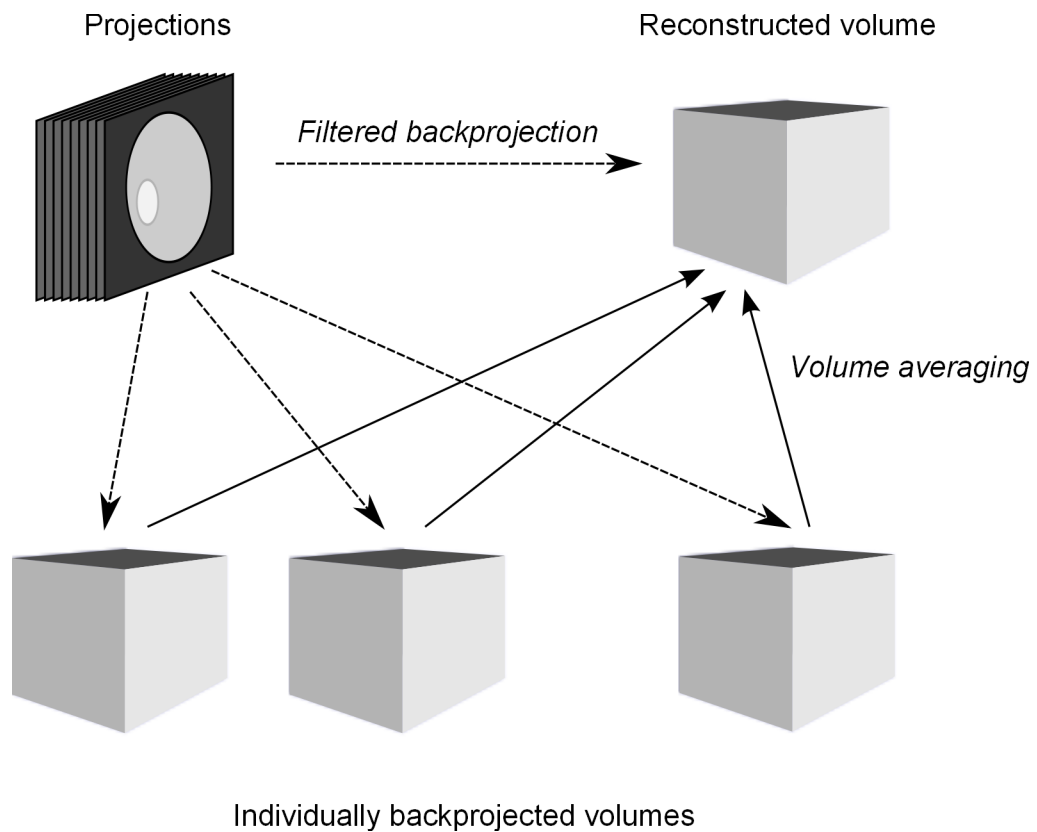 Projections
Reconstructed volume
Filtered backprojection
Volume averaging
Individually backprojected volumes